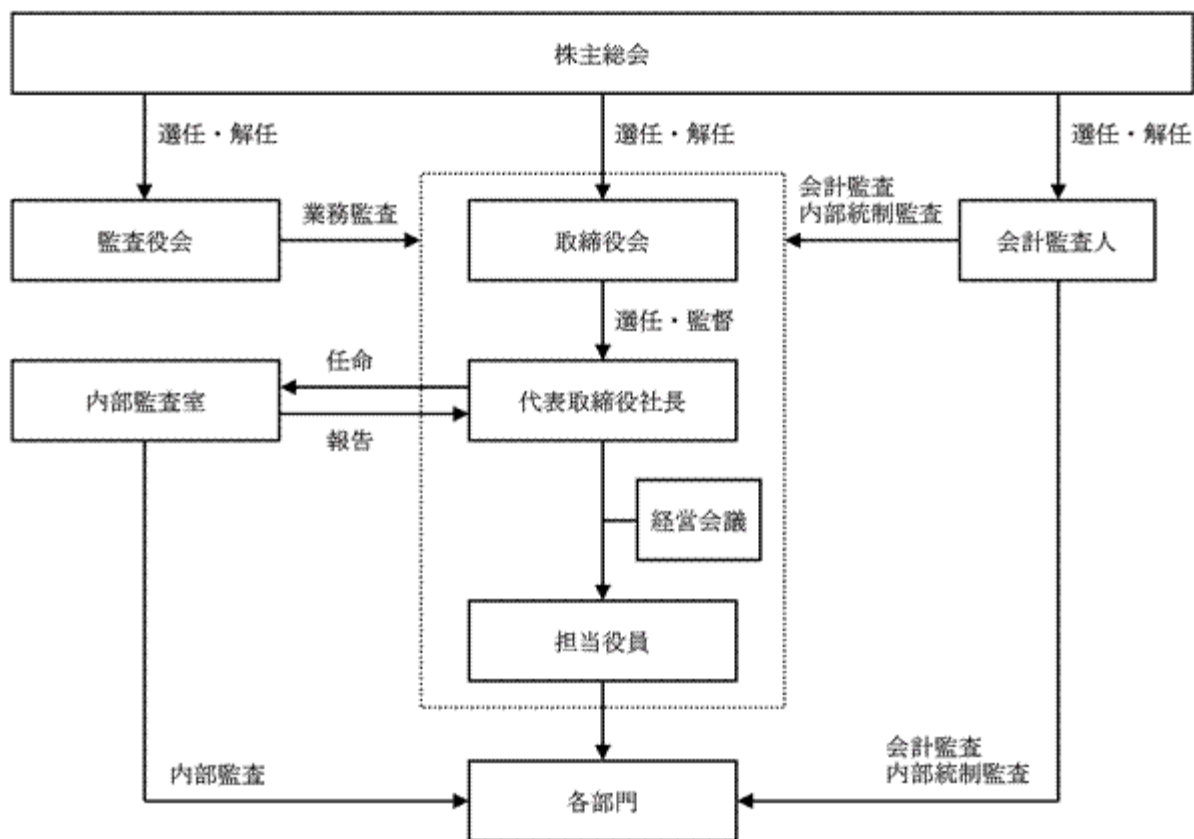 株主総会
選任・解任
選任・解任
選任・解任
監査役会
業務監査
取締役会
会計監査
内部統制監査
会計監査人
選任・監督
内部監査室
任命
報告
代表取締役社長
経営会議
担当役員
内部監査
各部門
会計監査
内部統制監査